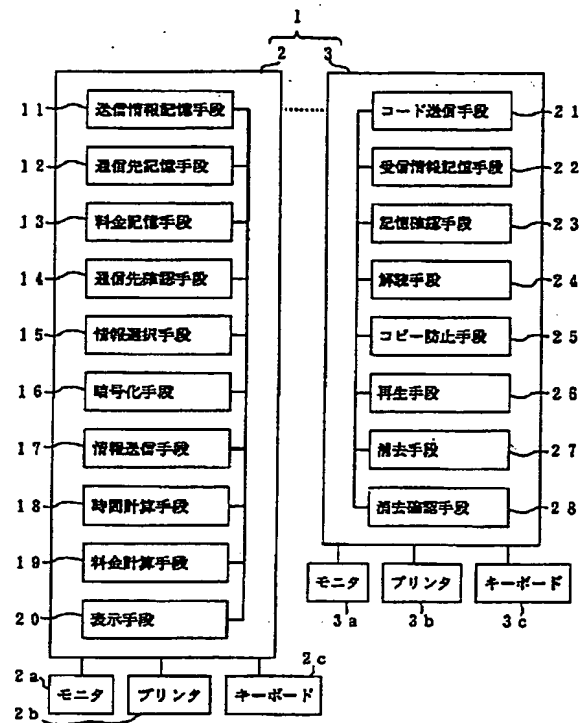 1
2
3
11 送信情報記憶手段
12 通信先記憶手段
13 料金記憶手段
14 通信先確認手段
15 情報選択手段
16 暗号化手段
17 情報送信手段
18 時間計算手段
19 料金計算手段
20 表示手段
2a モニタ
2b プリンタ
2c キーボード
コード送信手段 21
受信情報記憶手段 22
記憶確認手段 23
解読手段 24
コピー防止手段 25
再生手段 26
消去手段 27
消去確認手段 28
モニタ プリンタ キーボード
3a 3b 3c